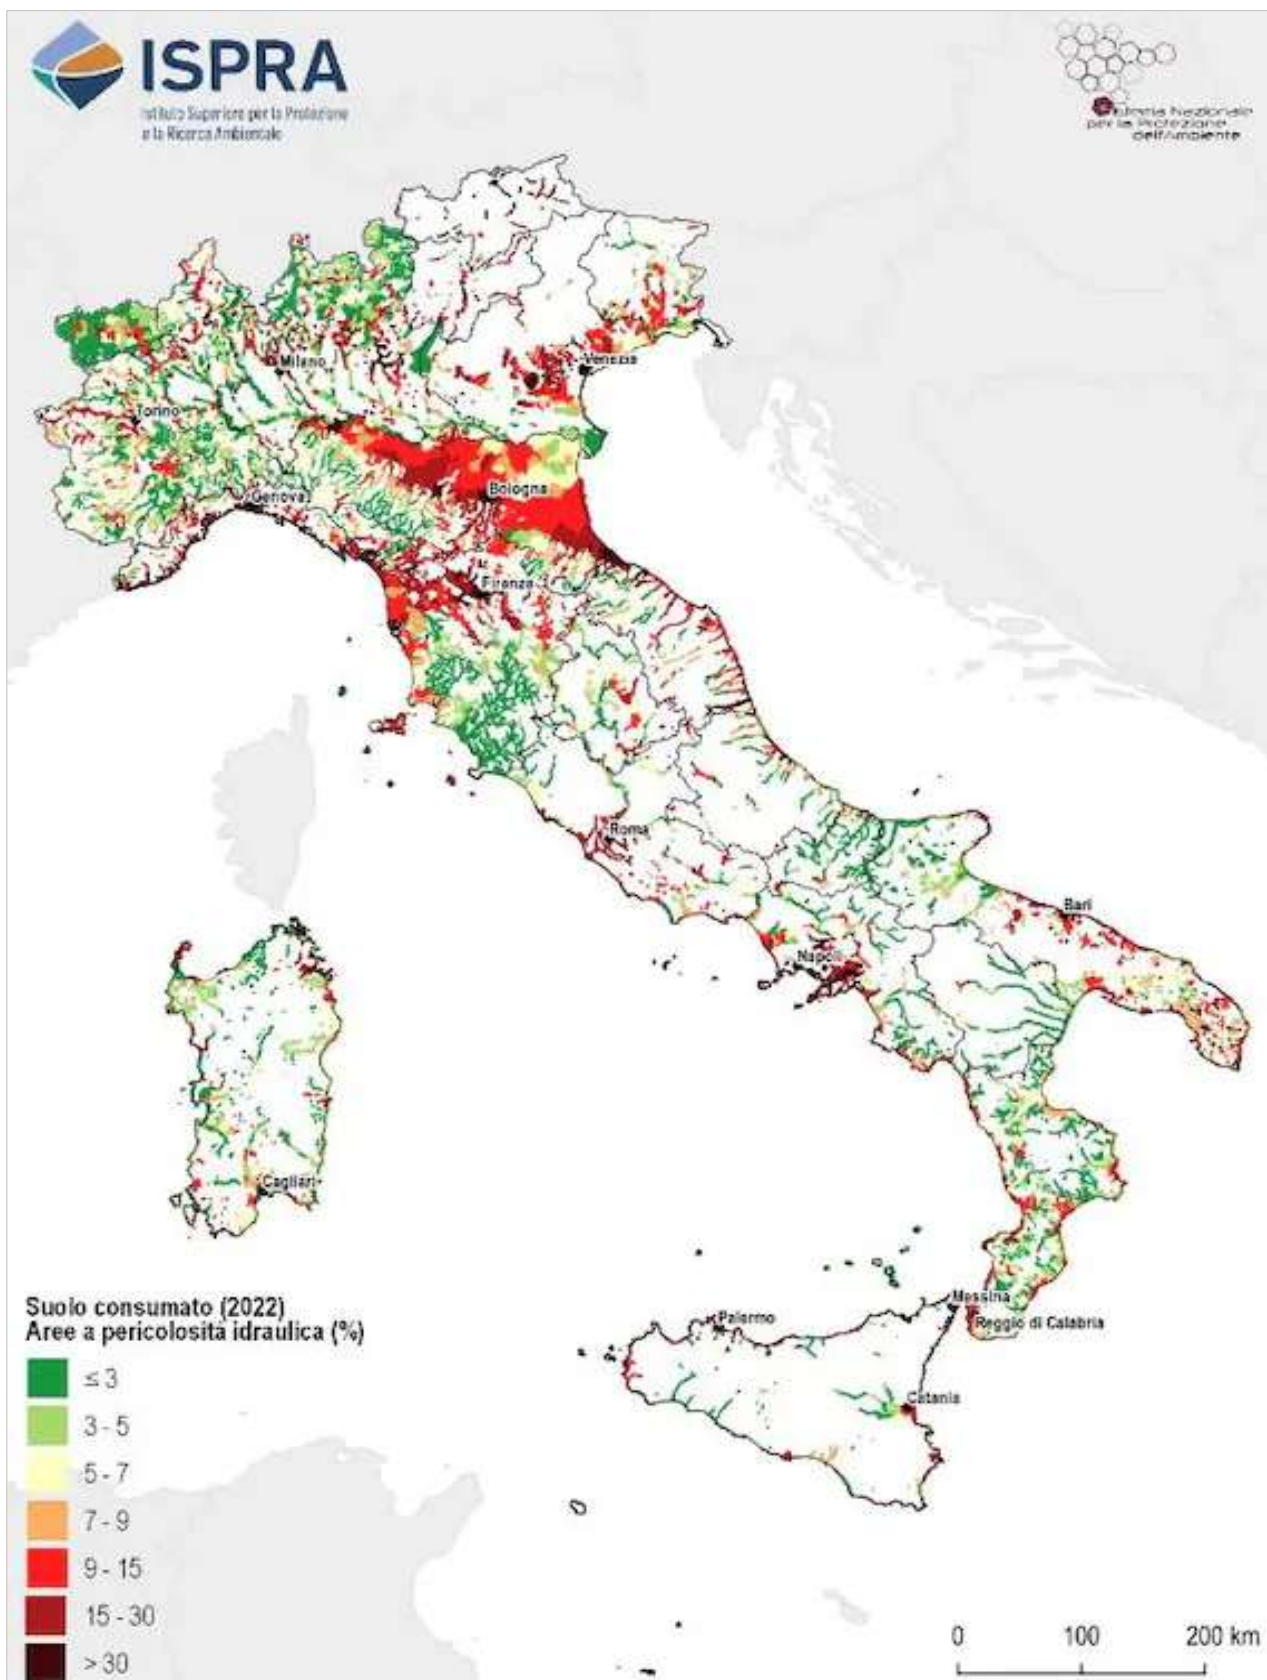 ISPRA
Istituto Superiore per la Protezione
e la Ricerca Ambientale
Sistema Nazionale
per la Protezione
dell'Ambiente
Milano
Venezia
Torino
Genova
Bologna
Firenze
Roma
Bari
Napoli
Cagliari
Messina
Palermo
Reggio di Calabria
Catania
Suolo consumato (2022)
Aree a pericolosità idraulica (%)
≤ 3
3 - 5
5 - 7
7 - 9
9 - 15
15 - 30
> 30
0 100 200 km